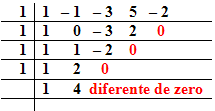 1 1 – 1 – 3 5 – 2
1 1 0 – 3 2 0
1 1 1 – 2 0
1 1 2 0
1 4 diferente de zero